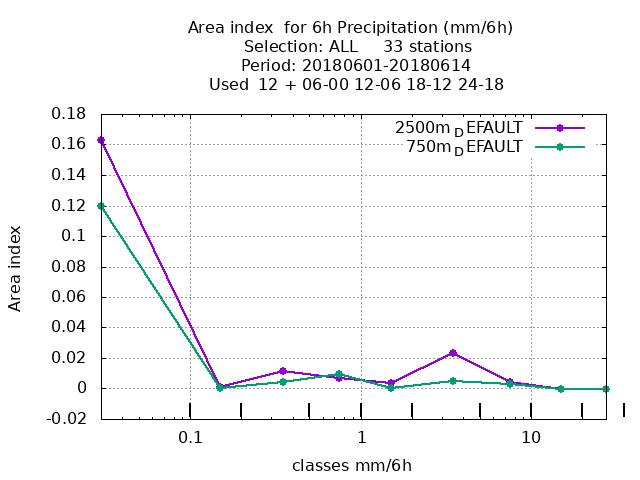 Area index  for 6h Precipitation (mm/6h)
Selection: ALL     33 stations
Period: 20180601-20180614
Used  12 + 06-00 12-06 18-12 24-18
2500m_DEFAULT
750m_DEFAULT
0.18
0.16
0.14
0.12
0.1
0.08
0.06
0.04
0.02
0
-0.02
Area index
0.1 1 10
classes mm/6h